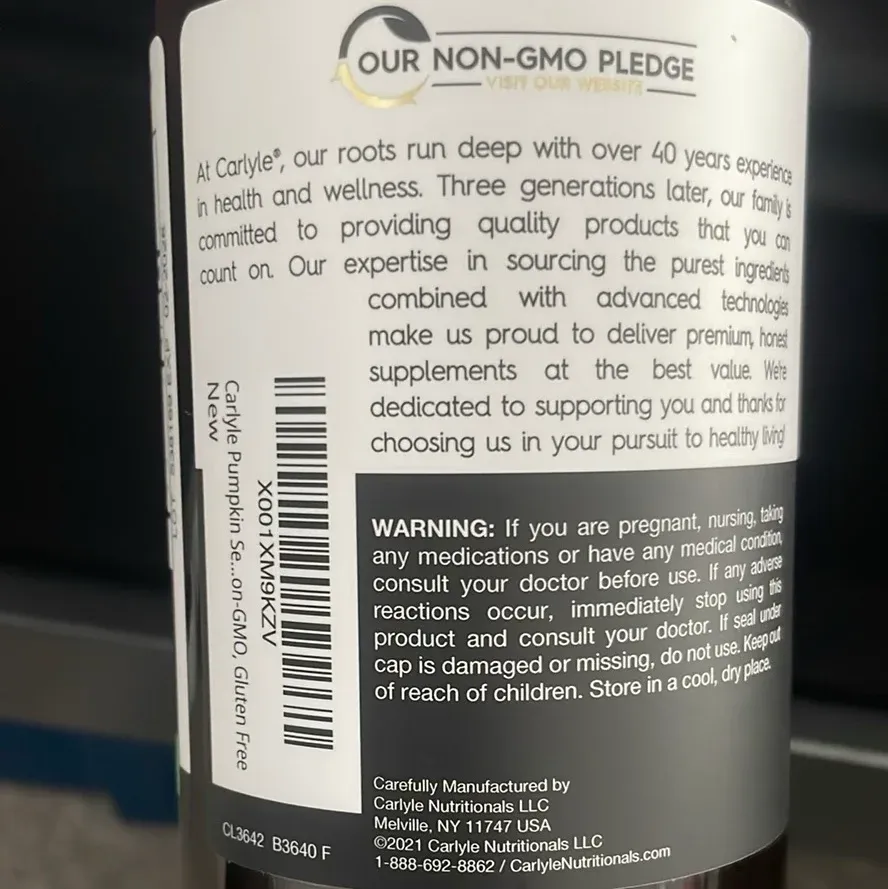 OUR NON-GMO PLEDGE
VISIT OUR WEBSITE
At Carlyle®, our roots run deep with over 40 years experience
in health and wellness. Three generations later, our family is
committed to providing quality products that you can
count on. Our expertise in sourcing the purest ingredients
combined with advanced technologies
make us proud to deliver premium, honest
supplements at the best value. We're
dedicated to supporting you and thanks for
choosing us in your pursuit to healthy living!
X001XM9KZV
Carlyle Pumpkin Se...on-GMO, Gluten Free
New
WARNING: If you are pregnant, nursing, taking
any medications or have any medical condition,
consult your doctor before use. If any adverse
reactions occur, immediately stop using this
product and consult your doctor. If seal under
cap is damaged or missing, do not use. Keep out
of reach of children. Store in a cool, dry place.
Carefully Manufactured by
Carlyle Nutritionals LLC
Melville, NY 11747 USA
©2021 Carlyle Nutritionals LLC
1-888-692-8862 / CarlyleNutritionals.com
CL3642 B3640 F